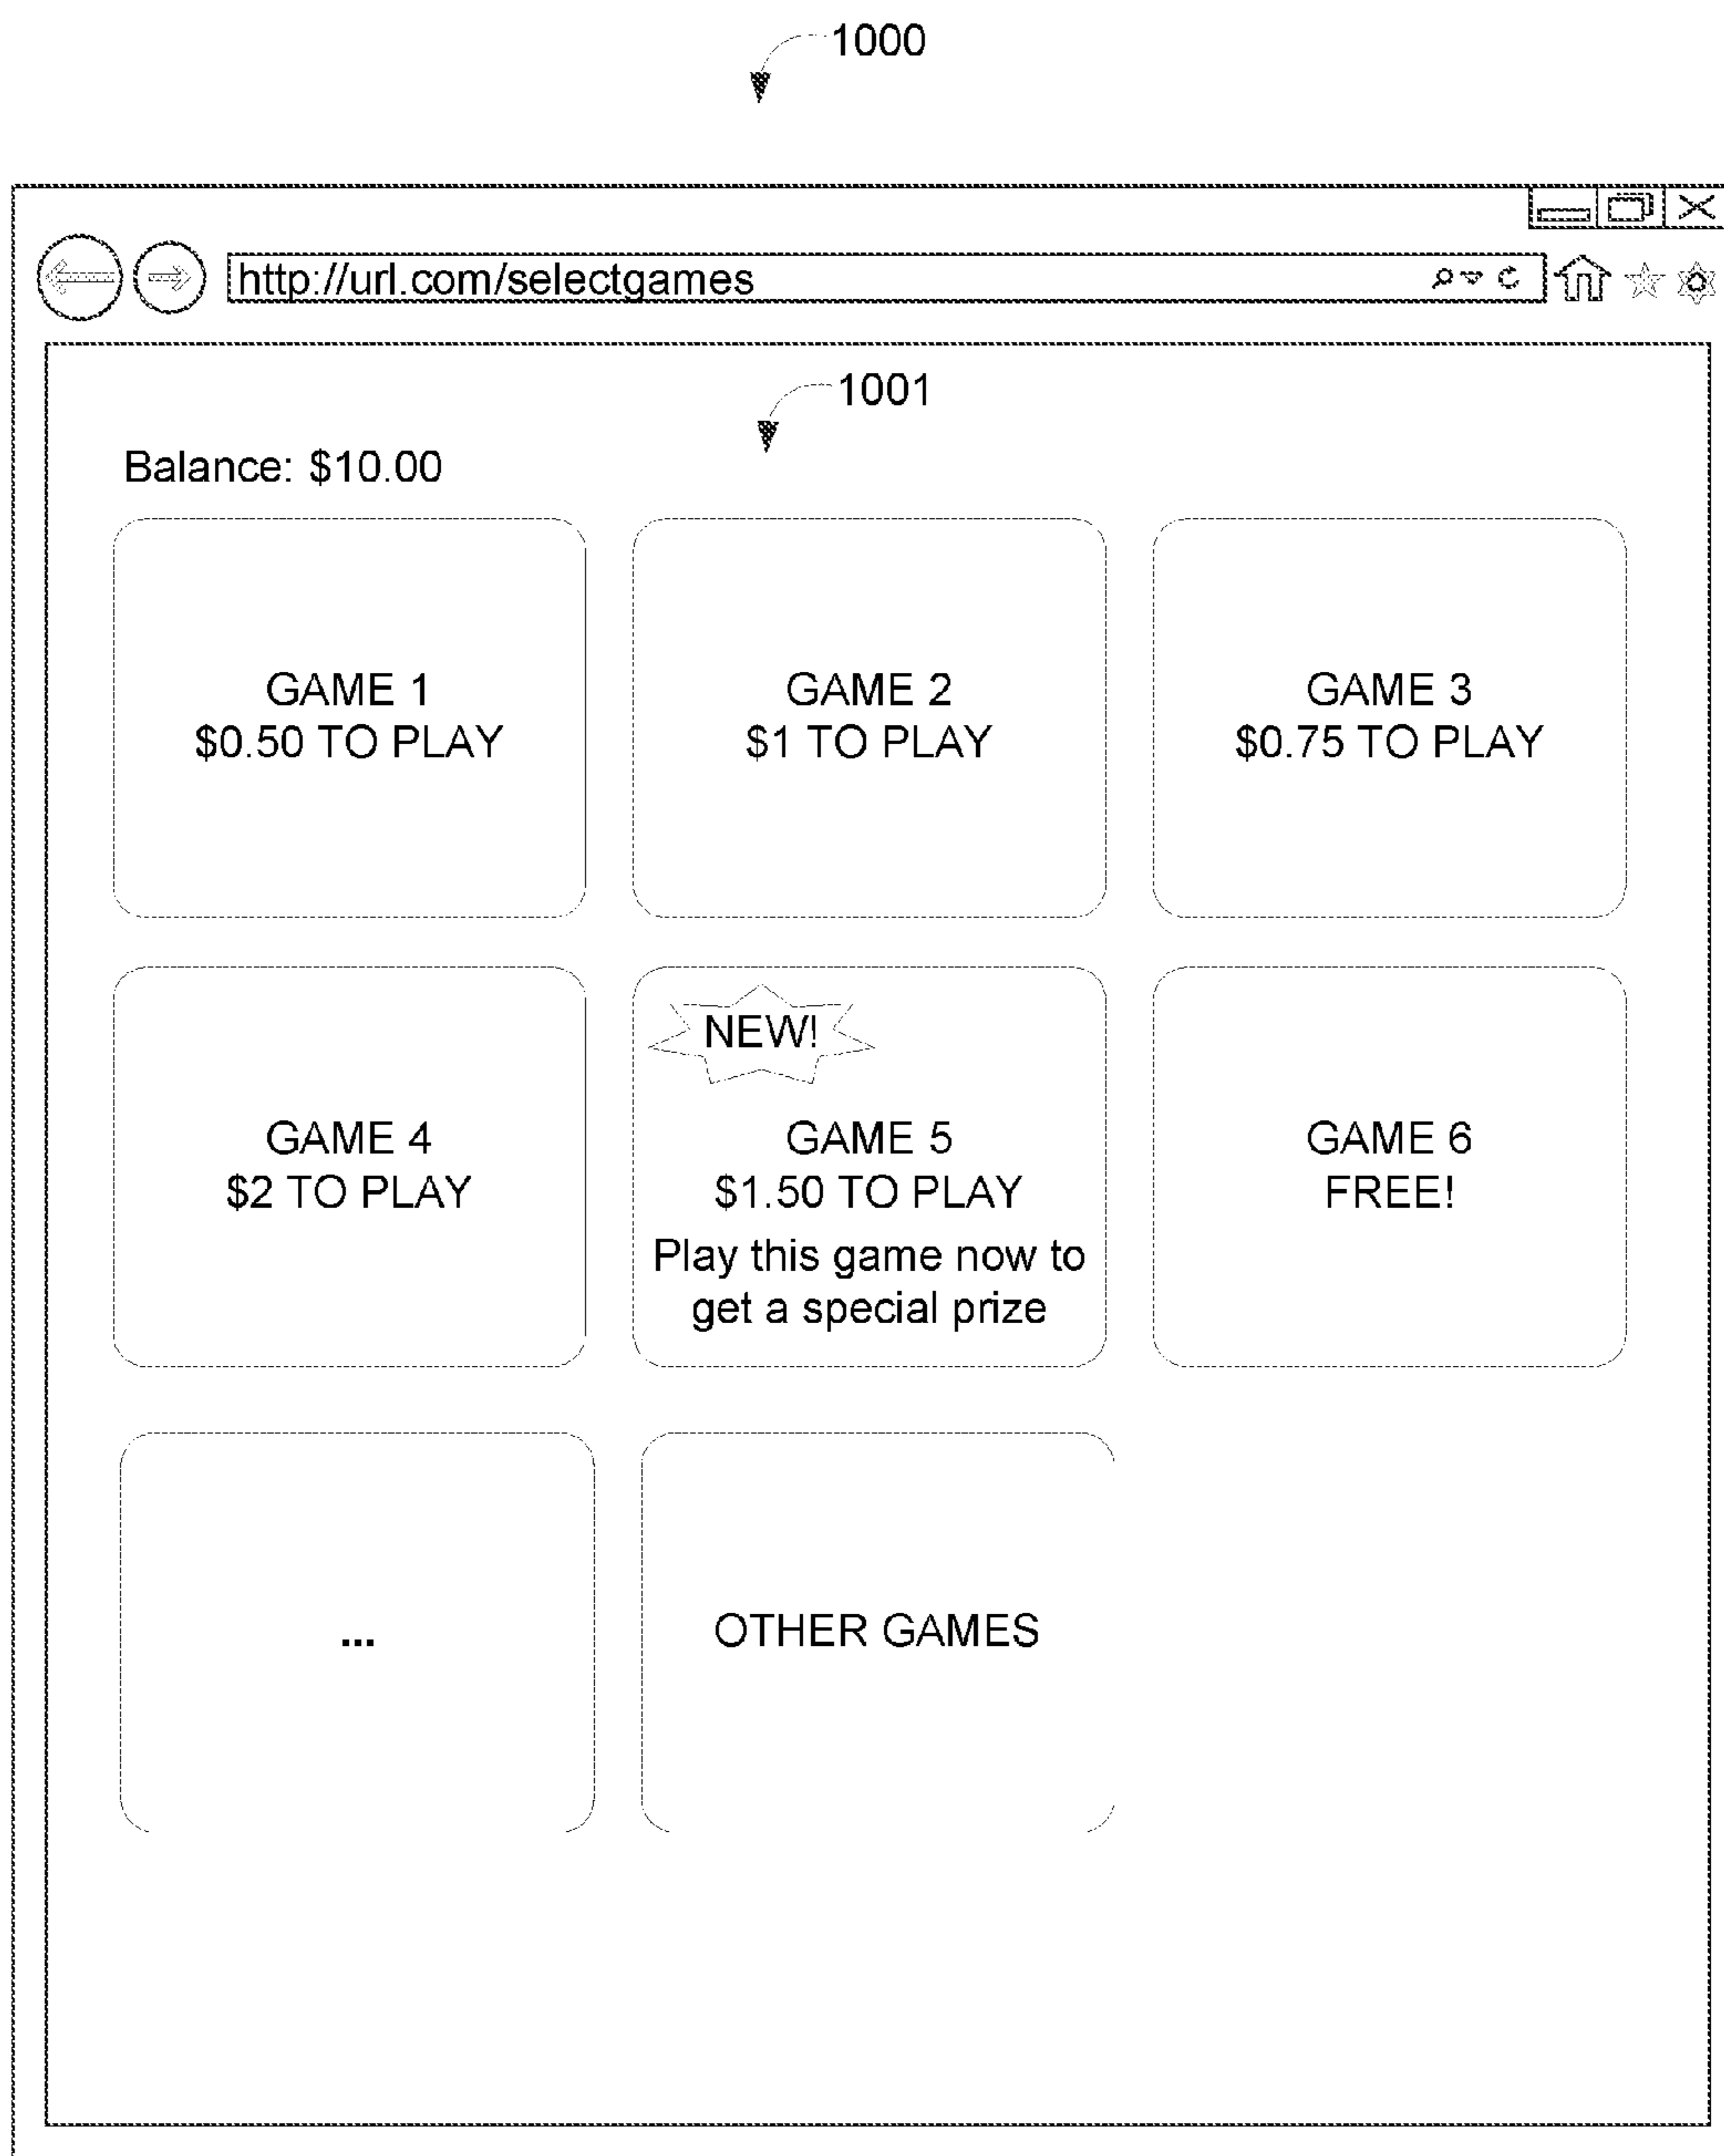 1000
http://url.com/selectgames
1001
Balance: $10.00
GAME 1
$0.50 TO PLAY
GAME 2
$1 TO PLAY
GAME 3
$0.75 TO PLAY
GAME 4
$2 TO PLAY
NEW!
GAME 5
$1.50 TO PLAY
Play this game now to
get a special prize
GAME 6
FREE!
...
OTHER GAMES